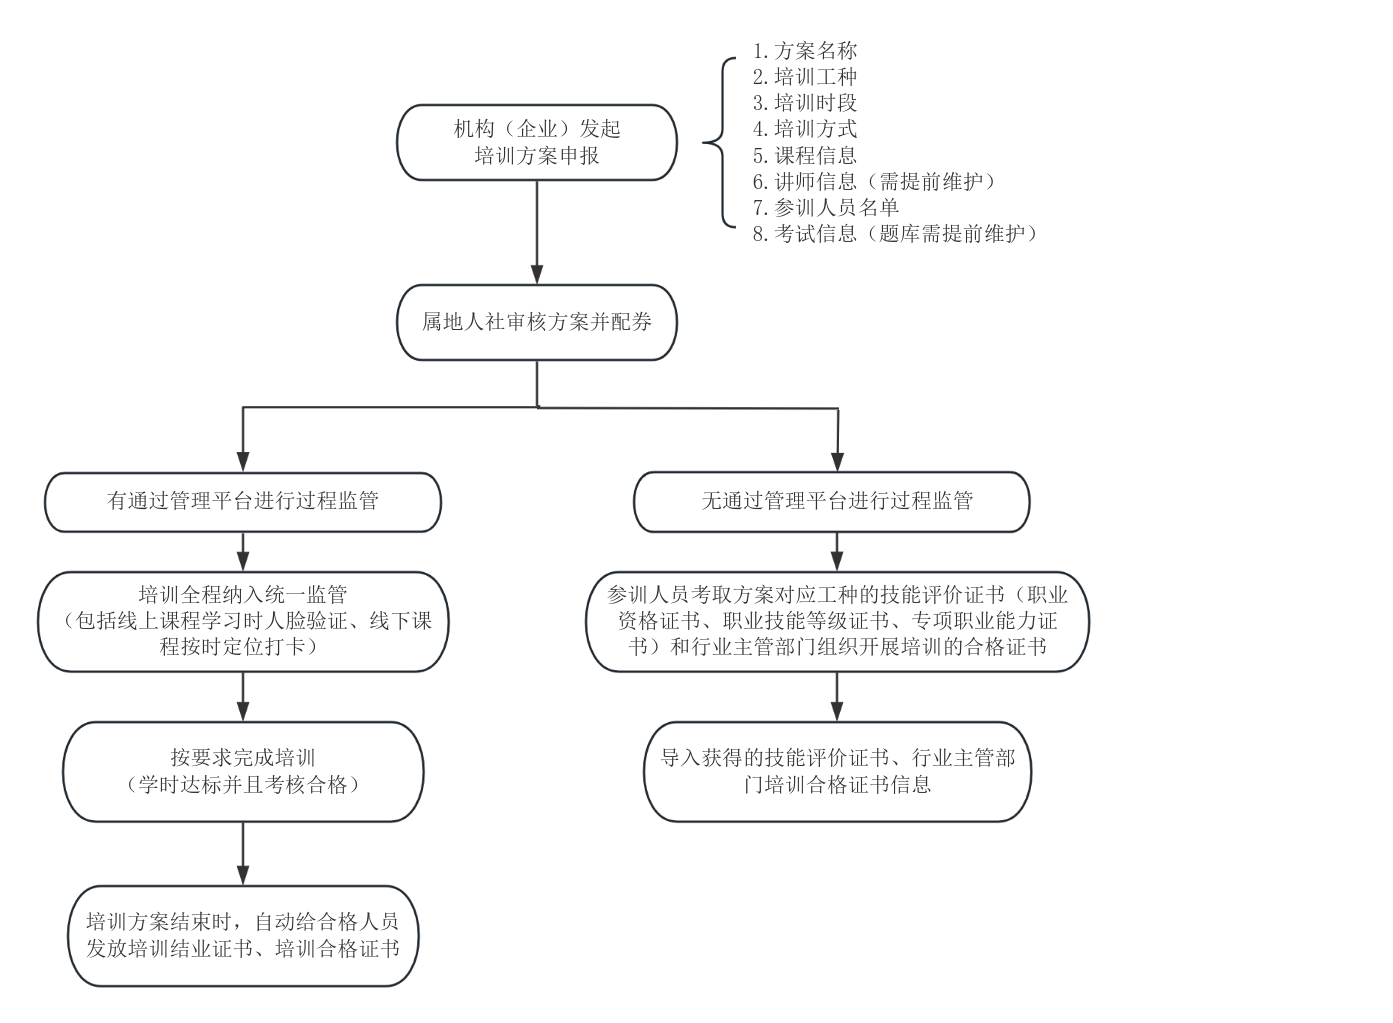 机构（企业）发起
培训方案申报
1. 方案名称
2. 培训工种
3. 培训时段
4. 培训方式
5. 课程信息
6. 讲师信息（需提前维护）
7. 参训人员名单
8. 考试信息（题库需提前维护）
属地人社审核方案并配券
有通过管理平台进行过程监管
培训全程纳入统一监管
（包括线上课程学习时人脸验证、线下课
程按时定位打卡）
按要求完成培训
（学时达标并且考核合格）
培训方案结束时，自动给合格人员
发放培训结业证书、培训合格证书
无通过管理平台进行过程监管
参训人员考取方案对应工种的技能评价证书（职业
资格证书、职业技能等级证书、专项职业能力证
书）和行业主管部门组织开展培训的合格证书
导入获得的技能评价证书、行业主管部
门培训合格证书信息